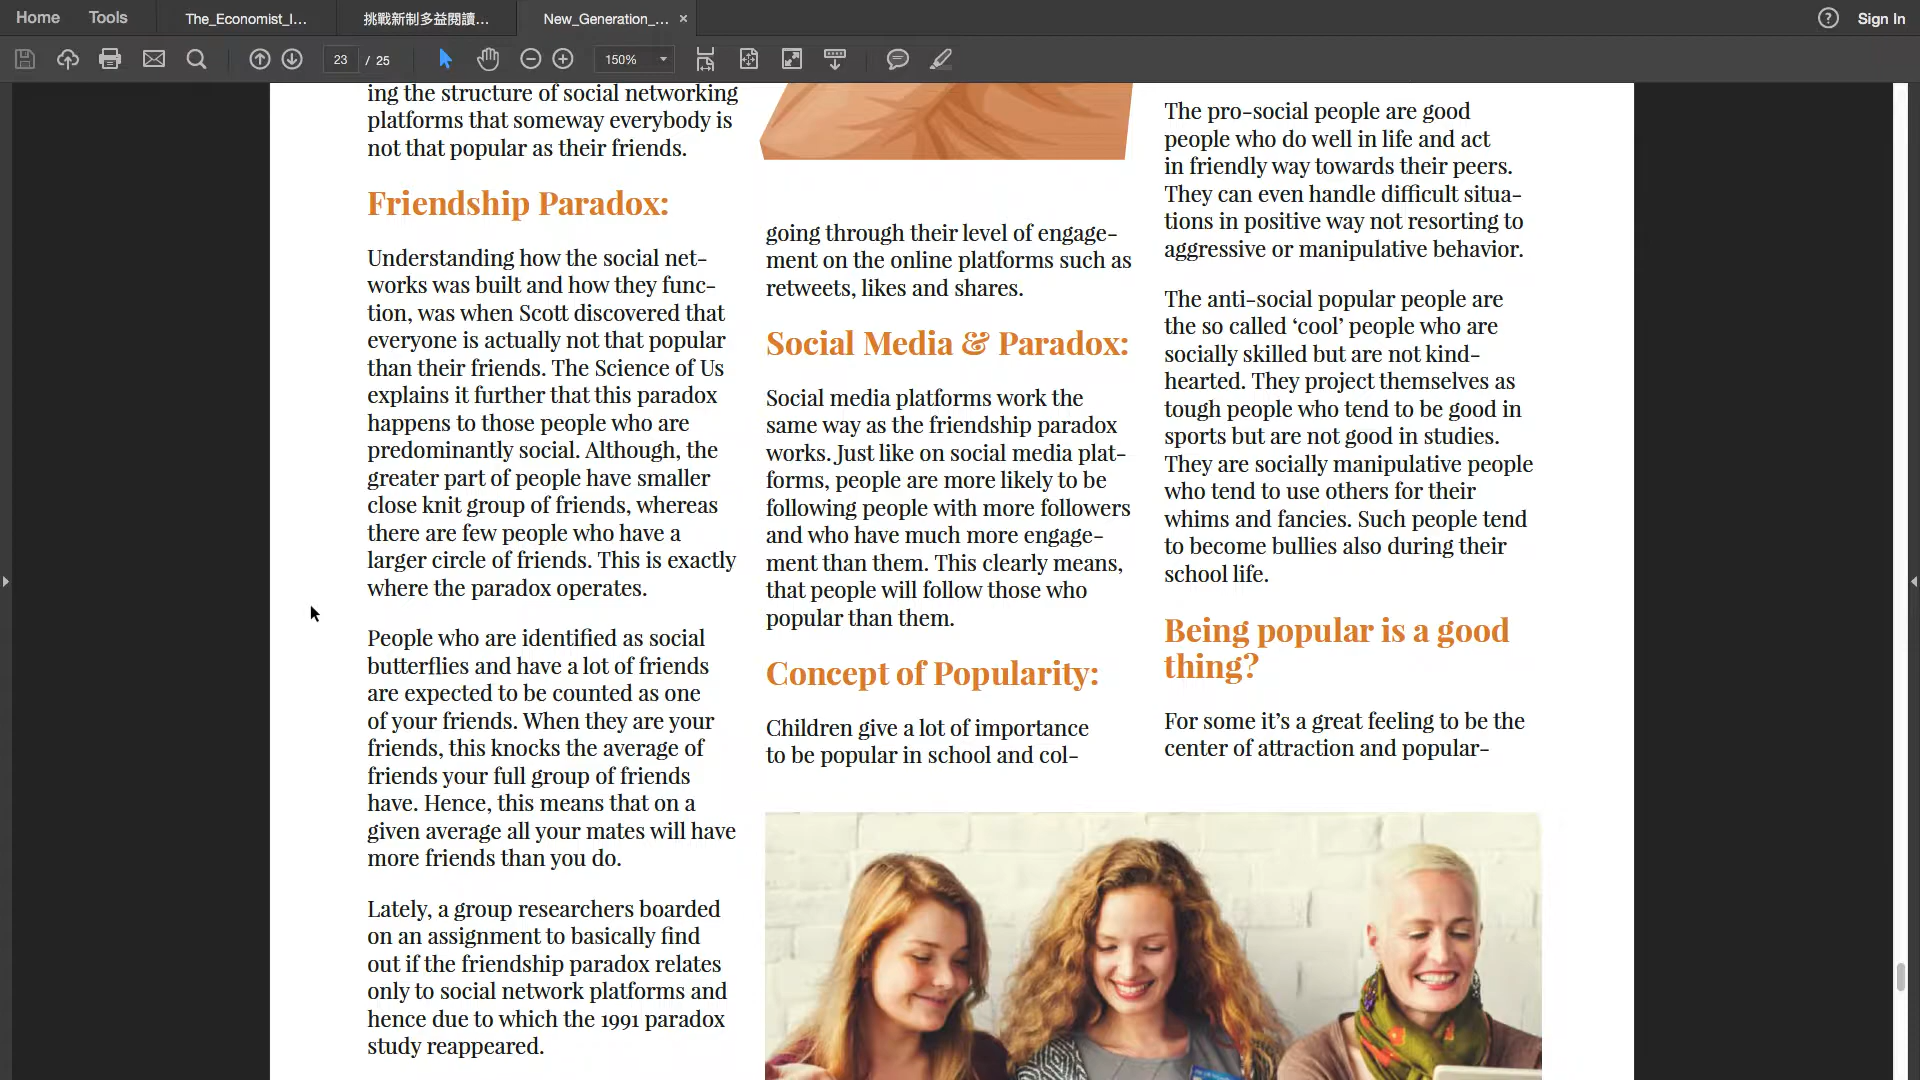 Home
Tools
The_Economist_I...
挑戰新制多益閱讀...
New_Generation_...
Sign In
23 / 25
150%
ing the structure of social networking
platforms that someway everybody is
not that popular as their friends.
Friendship Paradox:
Understanding how the social net-
works was built and how they func-
tion, was when Scott discovered that
everyone is actually not that popular
than their friends. The Science of Us
explains it further that this paradox
happens to those people who are
predominantly social. Although, the
greater part of people have smaller
close knit group of friends, whereas
there are few people who have a
larger circle of friends. This is exactly
where the paradox operates.
People who are identified as social
butterflies and have a lot of friends
are expected to be counted as one
of your friends. When they are your
friends, this knocks the average of
friends your full group of friends
have. Hence, this means that on a
given average all your mates will have
more friends than you do.
Lately, a group researchers boarded
on an assignment to basically find
out if the friendship paradox relates
only to social network platforms and
hence due to which the 1991 paradox
study reappeared.
going through their level of engage-
ment on the online platforms such as
retweets, likes and shares.
Social Media & Paradox:
Social media platforms work the
same way as the friendship paradox
works. Just like on social media plat-
forms, people are more likely to be
following people with more followers
and who have much more engage-
ment than them. This clearly means,
that people will follow those who
popular than them.
Concept of Popularity:
Children give a lot of importance
to be popular in school and col-
The pro-social people are good
people who do well in life and act
in friendly way towards their peers.
They can even handle difficult situa-
tions in positive way not resorting to
aggressive or manipulative behavior.
The anti-social popular people are
the so called ‘cool’ people who are
socially skilled but are not kind-
hearted. They project themselves as
tough people who tend to be good in
sports but are not good in studies.
They are socially manipulative people
who tend to use others for their
whims and fancies. Such people tend
to become bullies also during their
school life.
Being popular is a good
thing?
For some it’s a great feeling to be the
center of attraction and popular-